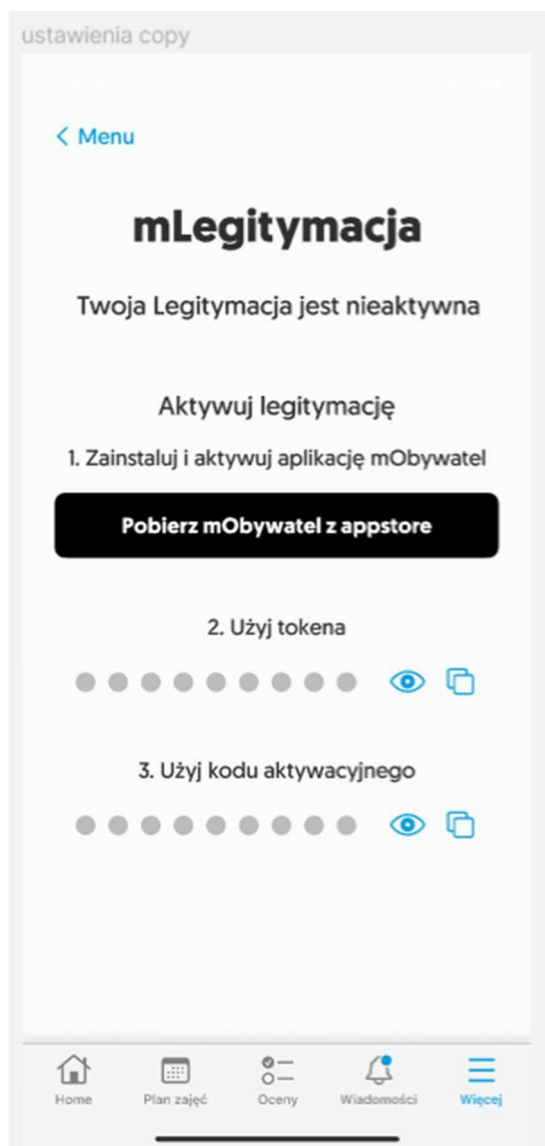 ustawienia copy
< Menu
mLegitymacja
Twoja Legitymacja jest nieaktywna
Aktywuj legitymację
1. Zainstaluj i aktywuj aplikację mObywatel
Pobierz mObywatel z appstore
2. Użyj tokena
3. Użyj kodu aktywacyjnego
Home Plan zajęć Oceny Wiadomości Więcej